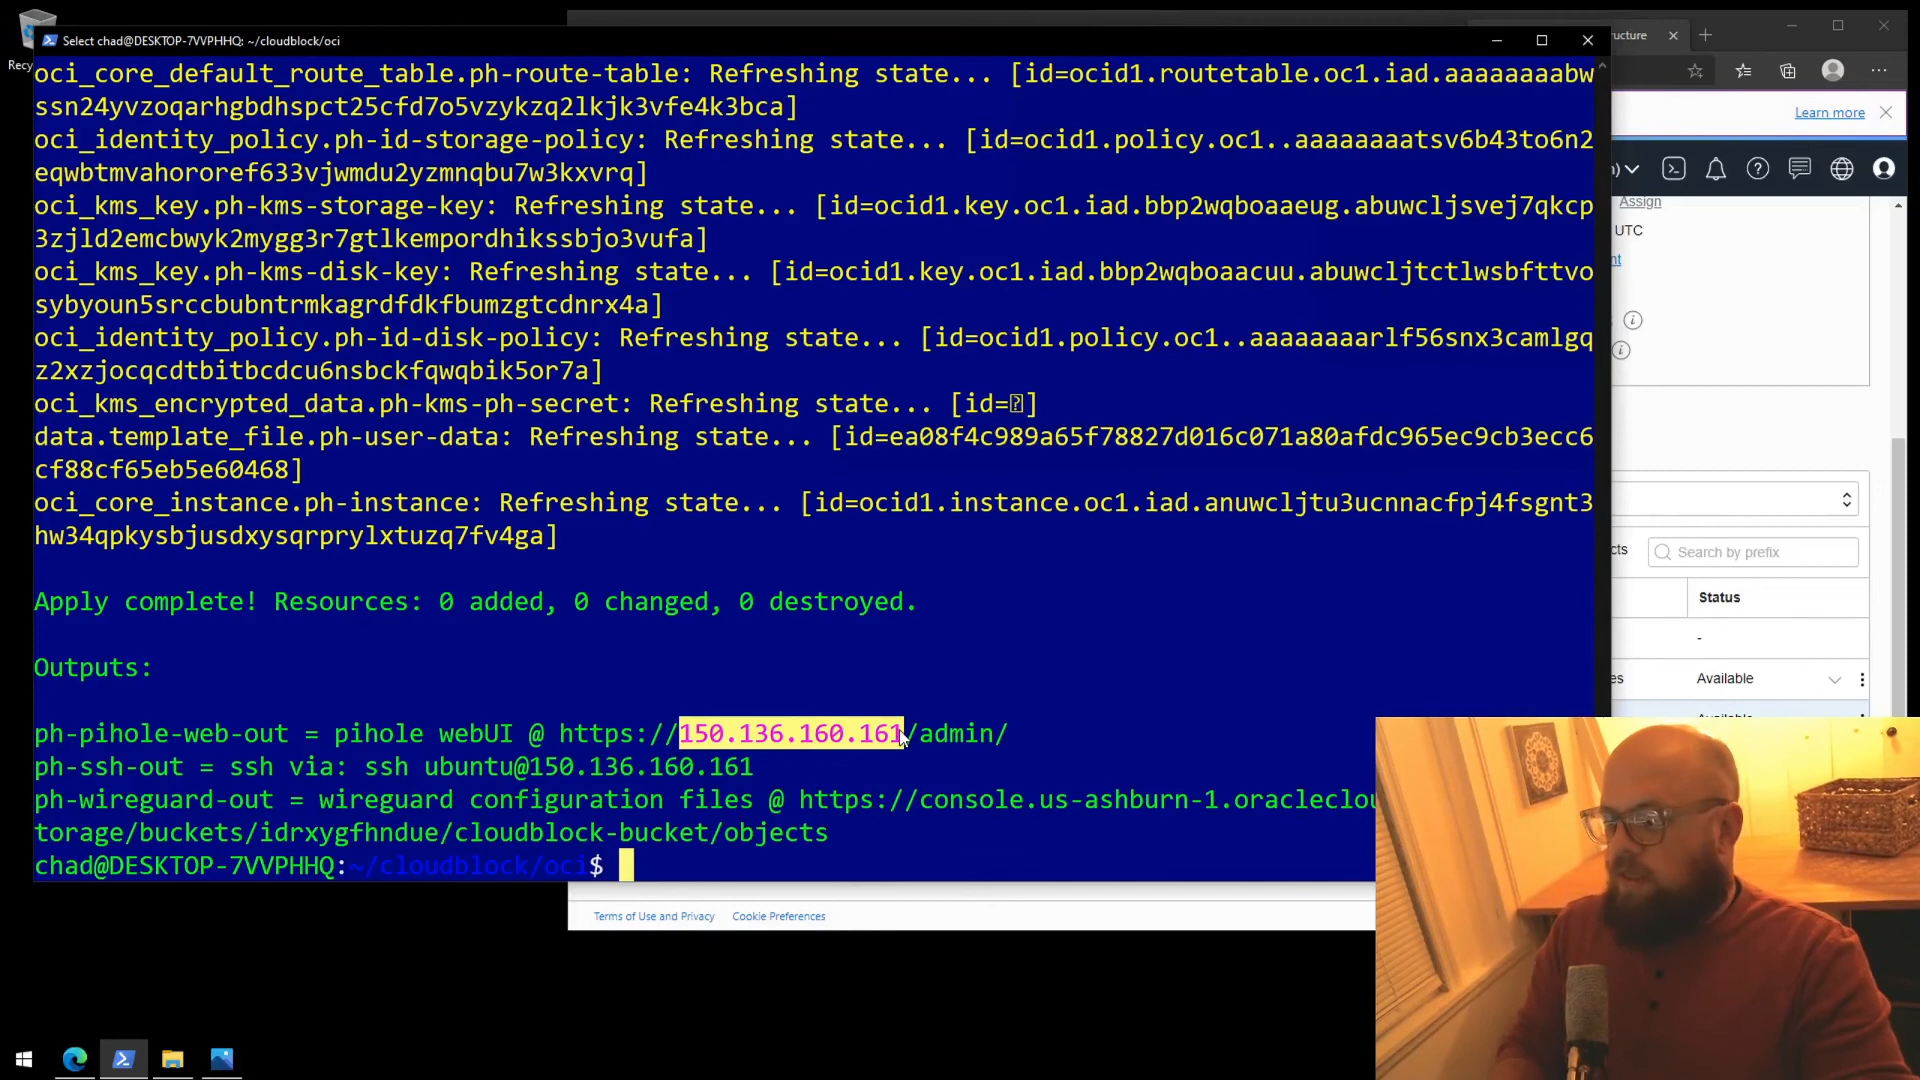 Recy
Select chad@DESKTOP-7VVPHHQ: ~/cloudblock/oci
ructure
oci_core_default_route_table.ph-route-table: Refreshing state... [id=ocid1.routetable.oc1.iad.aaaaaaaabw
ssn24yvzoqarhgbdhspct25cfd7o5vzykzq2lkjk3vfe4k3bca]
Learn more
oci_identity_policy.ph-id-storage-policy: Refreshing state... [id=ocid1.policy.oc1..aaaaaaaatsv6b43to6n2
eqwbtmvahororef633vjwmdu2yzmnqbu7w3kxvrq]
n)
oci_kms_key.ph-kms-storage-key: Refreshing state... [id=ocid1.key.oc1.iad.bbp2wqboaaeug.abuwcljsvej7qkcp
3zjld2emcbwyk2mygg3r7gtlkempordhikssbjo3vufa]
Assign
UTC
nt
oci_kms_key.ph-kms-disk-key: Refreshing state... [id=ocid1.key.oc1.iad.bbp2wqboaacuu.abuwcljtctlwsbfttvo
sybyoun5srccbubntrmkagrdfdkfbumzgtcdnrx4a]
oci_identity_policy.ph-id-disk-policy: Refreshing state... [id=ocid1.policy.oc1..aaaaaaaarlf56snx3camlgq
z2xzjocqcdtbitbcdcu6nsbckfqwqbik5or7a]
oci_kms_encrypted_data.ph-kms-ph-secret: Refreshing state... [id=]
data.template_file.ph-user-data: Refreshing state... [id=ea08f4c989a65f78827d016c071a80afdc965ec9cb3ecc6
cf88cf65eb5e60468]
oci_core_instance.ph-instance: Refreshing state... [id=ocid1.instance.oc1.iad.anuwcljtu3ucnnacfpj4fsgnt3
hw34qpkysbjusdxysqrprylxtuzq7fv4ga]
cts
Search by prefix
Apply complete! Resources: 0 added, 0 changed, 0 destroyed.
Status
-
Outputs:
es
Available
ph-pihole-web-out = pihole webUI @ https://150.136.160.161/admin/
ph-ssh-out = ssh via: ssh ubuntu@150.136.160.161
ph-wireguard-out = wireguard configuration files @ https://console.us-ashburn-1.oracleclou
torage/buckets/idrxygfhndue/cloudblock-bucket/objects
chad@DESKTOP-7VVPHHQ:~/cloudblock/oci$
Terms of Use and Privacy
Cookie Preferences